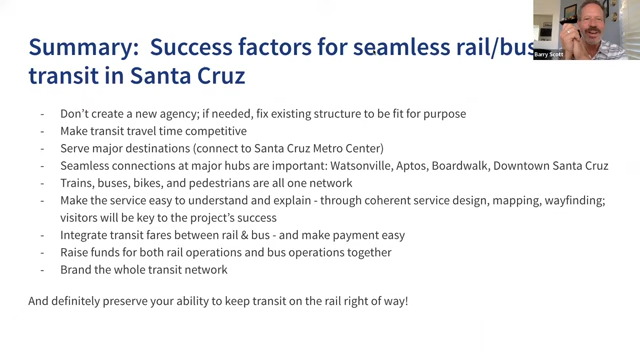 Summary: Success factors for seamless rail/bus
transit in Santa Cruz
- Don't create a new agency; if needed, fix existing structure to be fit for purpose
- Make transit travel time competitive
- Serve major destinations (connect to Santa Cruz Metro Center)
- Seamless connections at major hubs are important: Watsonville, Aptos, Boardwalk, Downtown Santa Cruz
- Trains, buses, bikes, and pedestrians are all one network
- Make the service easy to understand and explain - through coherent service design, mapping, wayfinding;
visitors will be key to the project's success
- Integrate transit fares between rail & bus - and make payment easy
- Raise funds for both rail operations and bus operations together
- Brand the whole transit network
And definitely preserve your ability to keep transit on the rail right of way!
Barry Scott